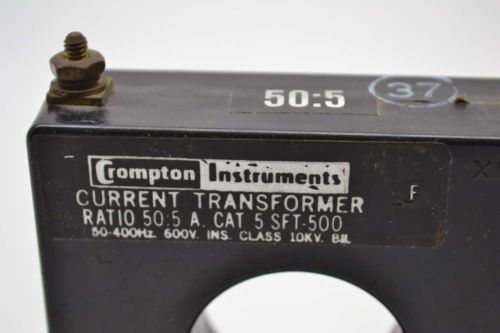 50:5
37
Crompton Instruments
CURRENT TRANSFORMER
RATIO 50:5 A. CAT 5 SFT-500
50-400Hz. 600V. INS. CLASS 10KV. BIL
F
X